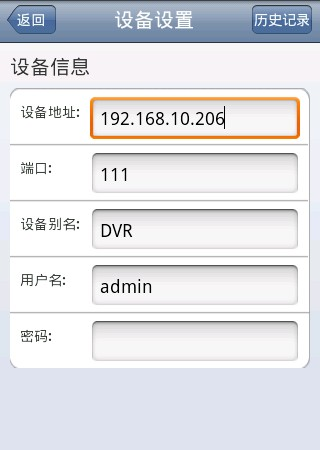 返回 设备设置 历史记录
设备信息
设备地址: 192.168.10.206
端口: 111
设备别名: DVR
用户名: admin
密码: